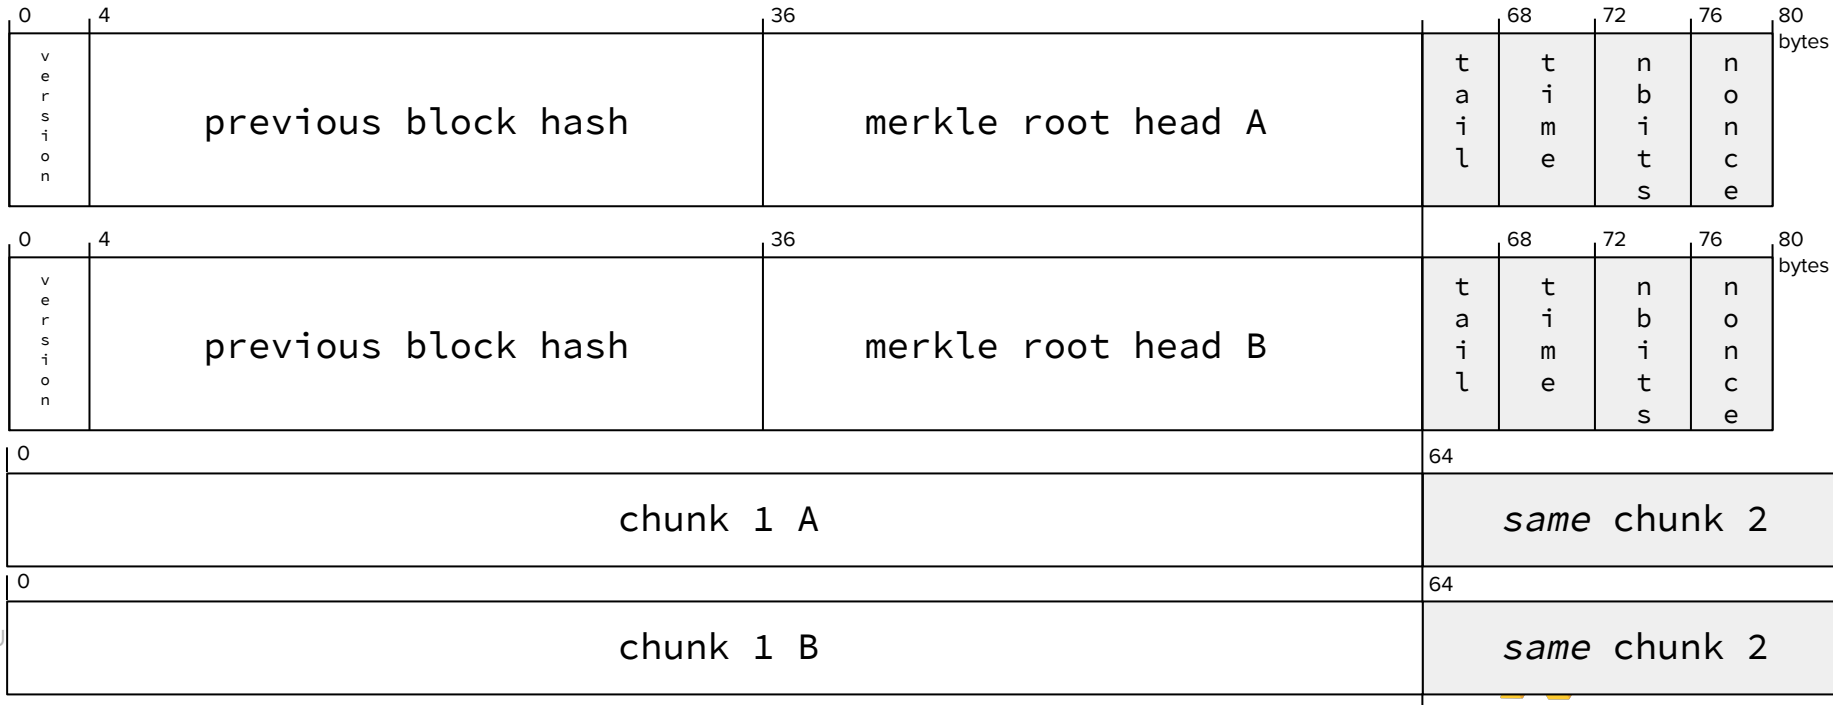 0 4 36 68 72 76 80
bytes
version previous block hash merkle root head A tail time nbits nonce
0 4 36 68 72 76 80
bytes
version previous block hash merkle root head B tail time nbits nonce
0 64
chunk 1 A same chunk 2
0 64
chunk 1 B same chunk 2